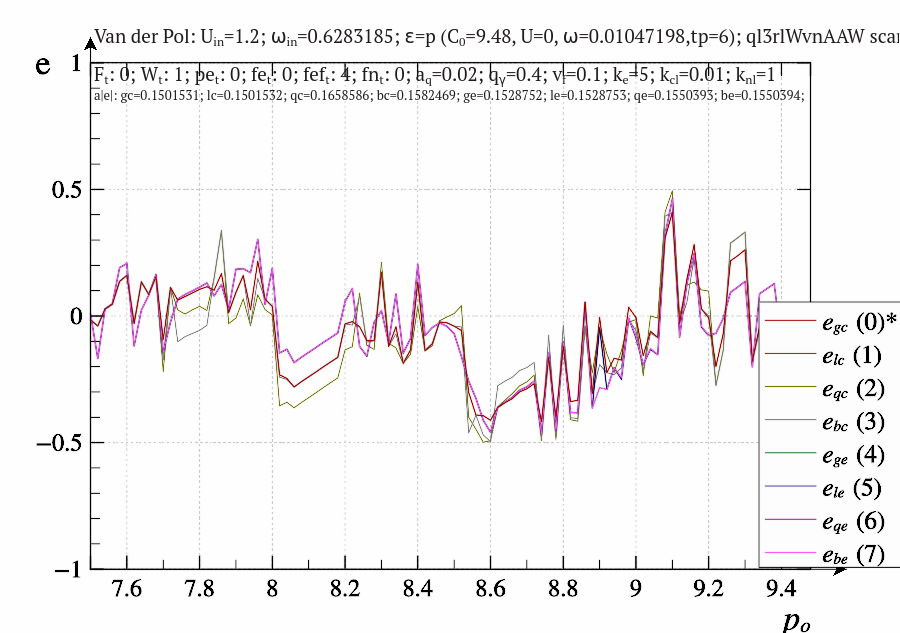 Van der Pol: Uin=1.2; ωin=0.6283185; ε=p (C0=9.48, U=0, ω=0.01047198,tp=6); ql3rlWvnAAW scan
e
Ft: 0; Wt: 1; pet: 0; fet: 0; fef: 4; fnt: 0; aq=0.02; qγ=0.4; vf=0.1; ke=5; kcl=0.01; knl=1
a|e|: gc=0.1501531; lc=0.1501532; qc=0.1658586; bc=0.1582469; ge=0.1528752; le=0.1528753; qe=0.1550393; be=0.1550394;
1
0.5
0
−0.5
−1
egc (0)*
elc (1)
eqc (2)
ebc (3)
ege (4)
ele (5)
eqe (6)
ebe (7)
7.6 7.8 8 8.2 8.4 8.6 8.8 9 9.2 9.4
po